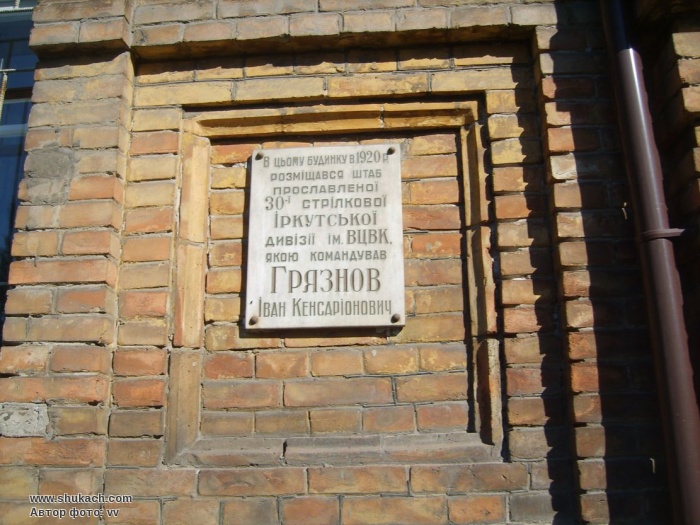 В ЦЬОМУ БУДИНКУ В 1920 Р.
РОЗМІЩАВСЯ ШТАБ
ПРОСЛАВЛЕНОЇ
30-Ї СТРІЛКОВОЇ
ІРКУТСЬКОЇ
ДИВІЗІЇ ІМ. ВЦВК,
ЯКОЮ КОМАНДУВАВ
ГРЯЗНОВ
ІВАН КЕНСАРІОНОВИЧ
www.shukach.com
Автор фото: vv